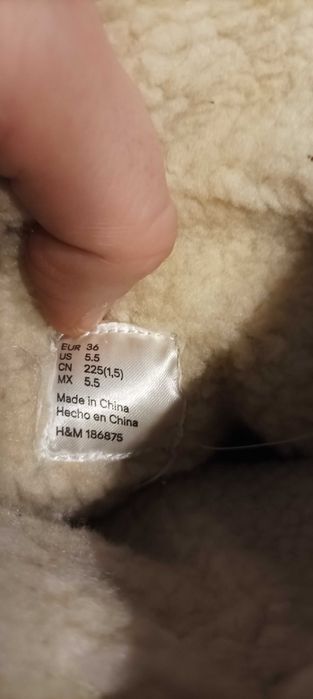 EUR 36
US 5.5
CN 225(1,5)
MX 5.5
Made in China
Hecho en China
H&M 186875